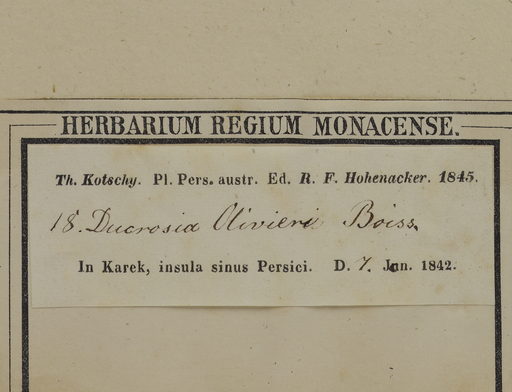 HERBARIUM REGIUM MONACENSE.
Th. Kotschy. Pl. Pers. austr. Ed. R. F. Hohenacker. 1845.
18. Ducrosia Olivieri Boiss.
In Karek, insula sinus Persici. D. 7. Jan. 1842.